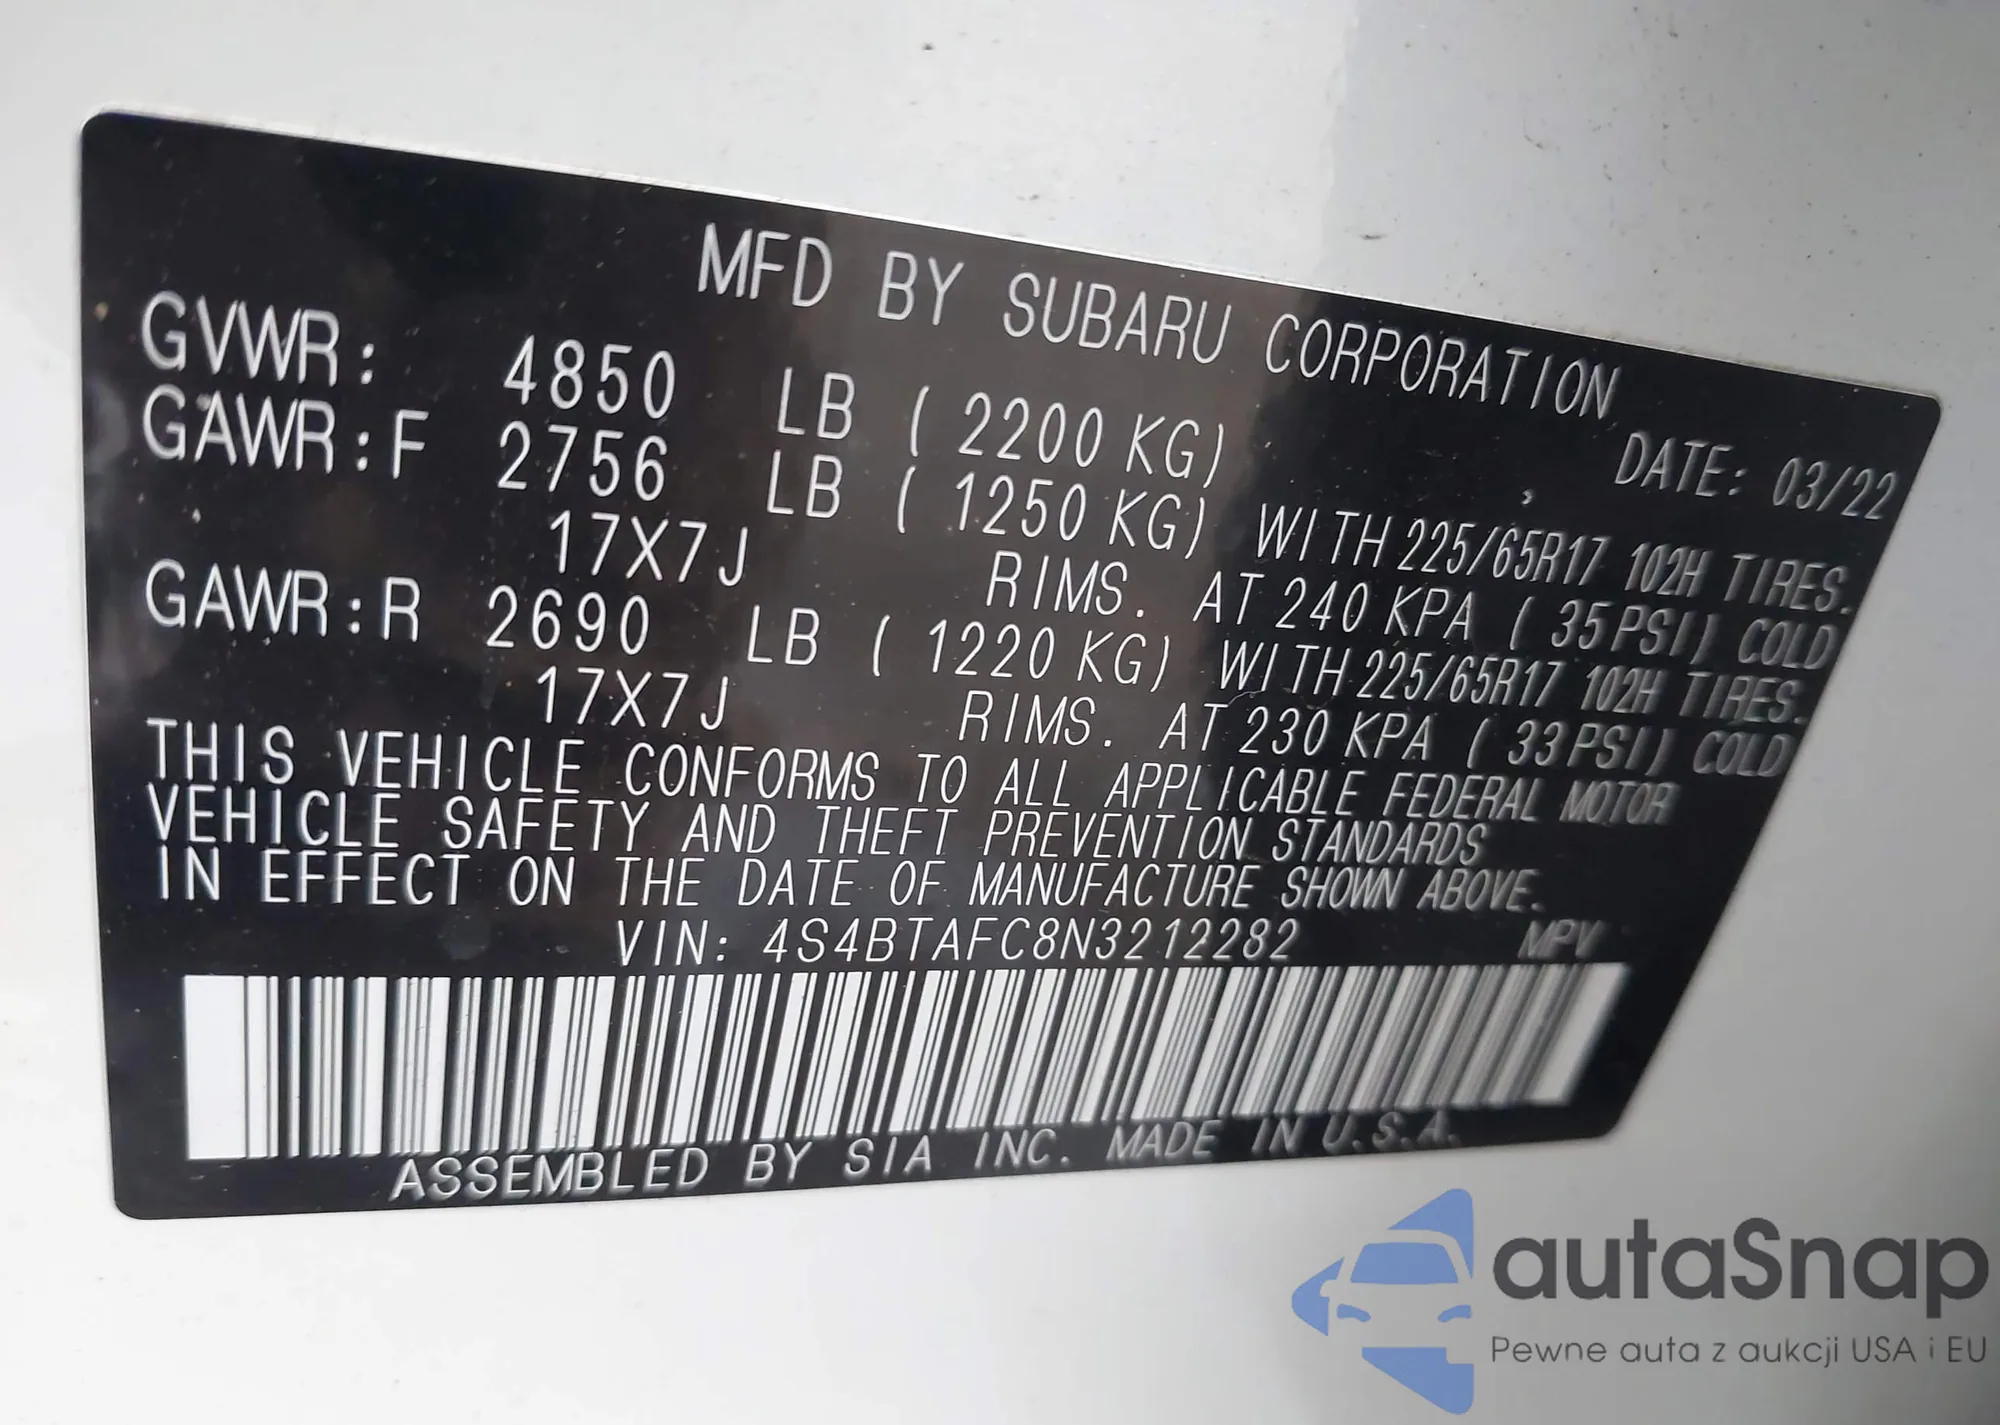 MFD BY SUBARU CORPORATION
GVWR: 4850 LB ( 2200 KG) DATE: 03/22
GAWR:F 2756 LB ( 1250 KG) WITH 225/65R17 102H TIRES.
17X7J RIMS. AT 240 KPA ( 35PSI) COLD
GAWR:R 2690 LB ( 1220 KG) WITH 225/65R17 102H TIRES.
17X7J RIMS. AT 230 KPA ( 33PSI) COLD
THIS VEHICLE CONFORMS TO ALL APPLICABLE FEDERAL MOTOR
VEHICLE SAFETY AND THEFT PREVENTION STANDARDS
IN EFFECT ON THE DATE OF MANUFACTURE SHOWN ABOVE.
VIN: 4S4BTAFC8N3212282 MPV
ASSEMBLED BY SIA INC. MADE IN U.S.A.
autaSnap
Pewne auta z aukcji USA i EU